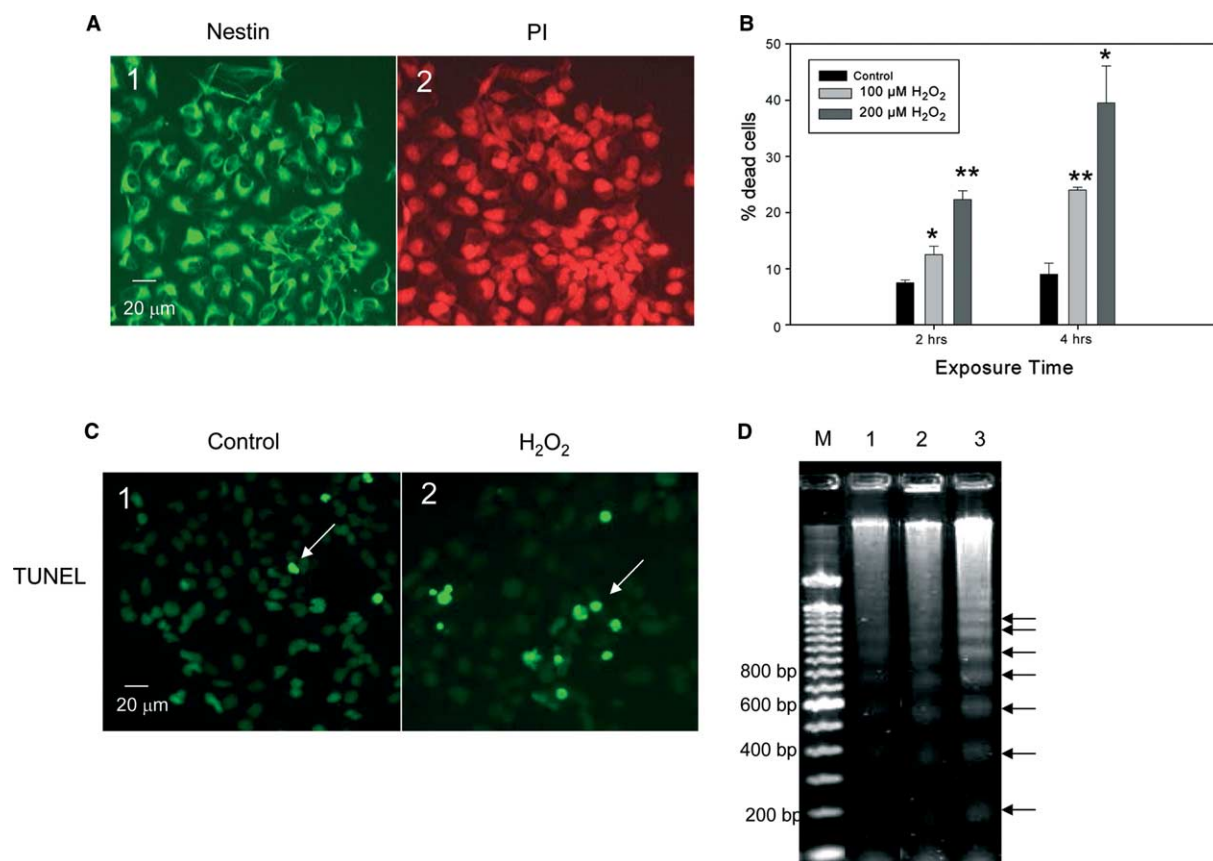 A
Nestin
PI
1
2
20 μm
B
50
40
30
20
10
0
% dead cells
Control
100 μM H₂O₂
200 μM H₂O₂
*
**
**
*
2 hrs
4 hrs
Exposure Time
C
Control
H₂O₂
TUNEL
1
2
20 μm
D
M 1 2 3
800 bp
600 bp
400 bp
200 bp